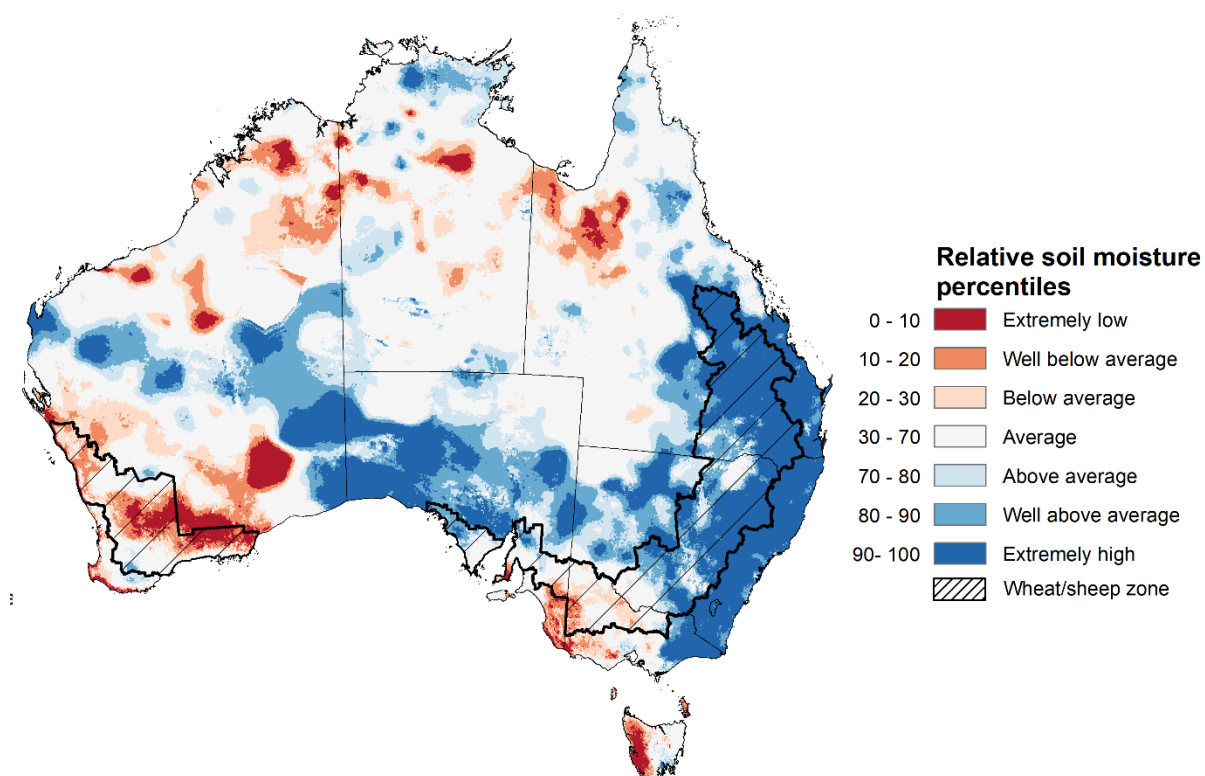 Relative soil moisture
percentiles
0 - 10 Extremely low
10 - 20 Well below average
20 - 30 Below average
30 - 70 Average
70 - 80 Above average
80 - 90 Well above average
90- 100 Extremely high
Wheat/sheep zone